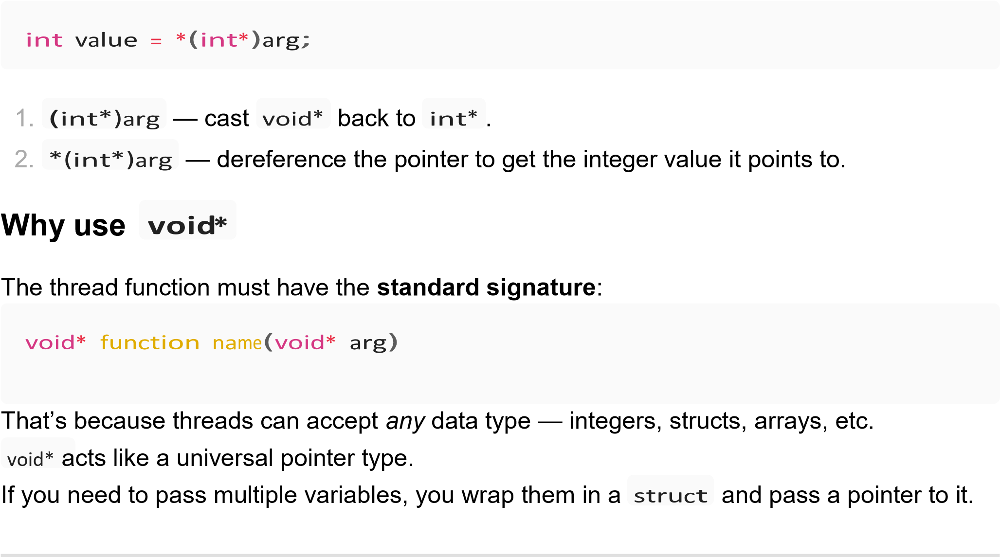 int value = *(int*)arg;
1. (int*)arg — cast void* back to int*.
2. *(int*)arg — dereference the pointer to get the integer value it points to.
Why use void*
The thread function must have the standard signature:
void* function name(void* arg)
That’s because threads can accept any data type — integers, structs, arrays, etc.
void* acts like a universal pointer type.
If you need to pass multiple variables, you wrap them in a struct and pass a pointer to it.